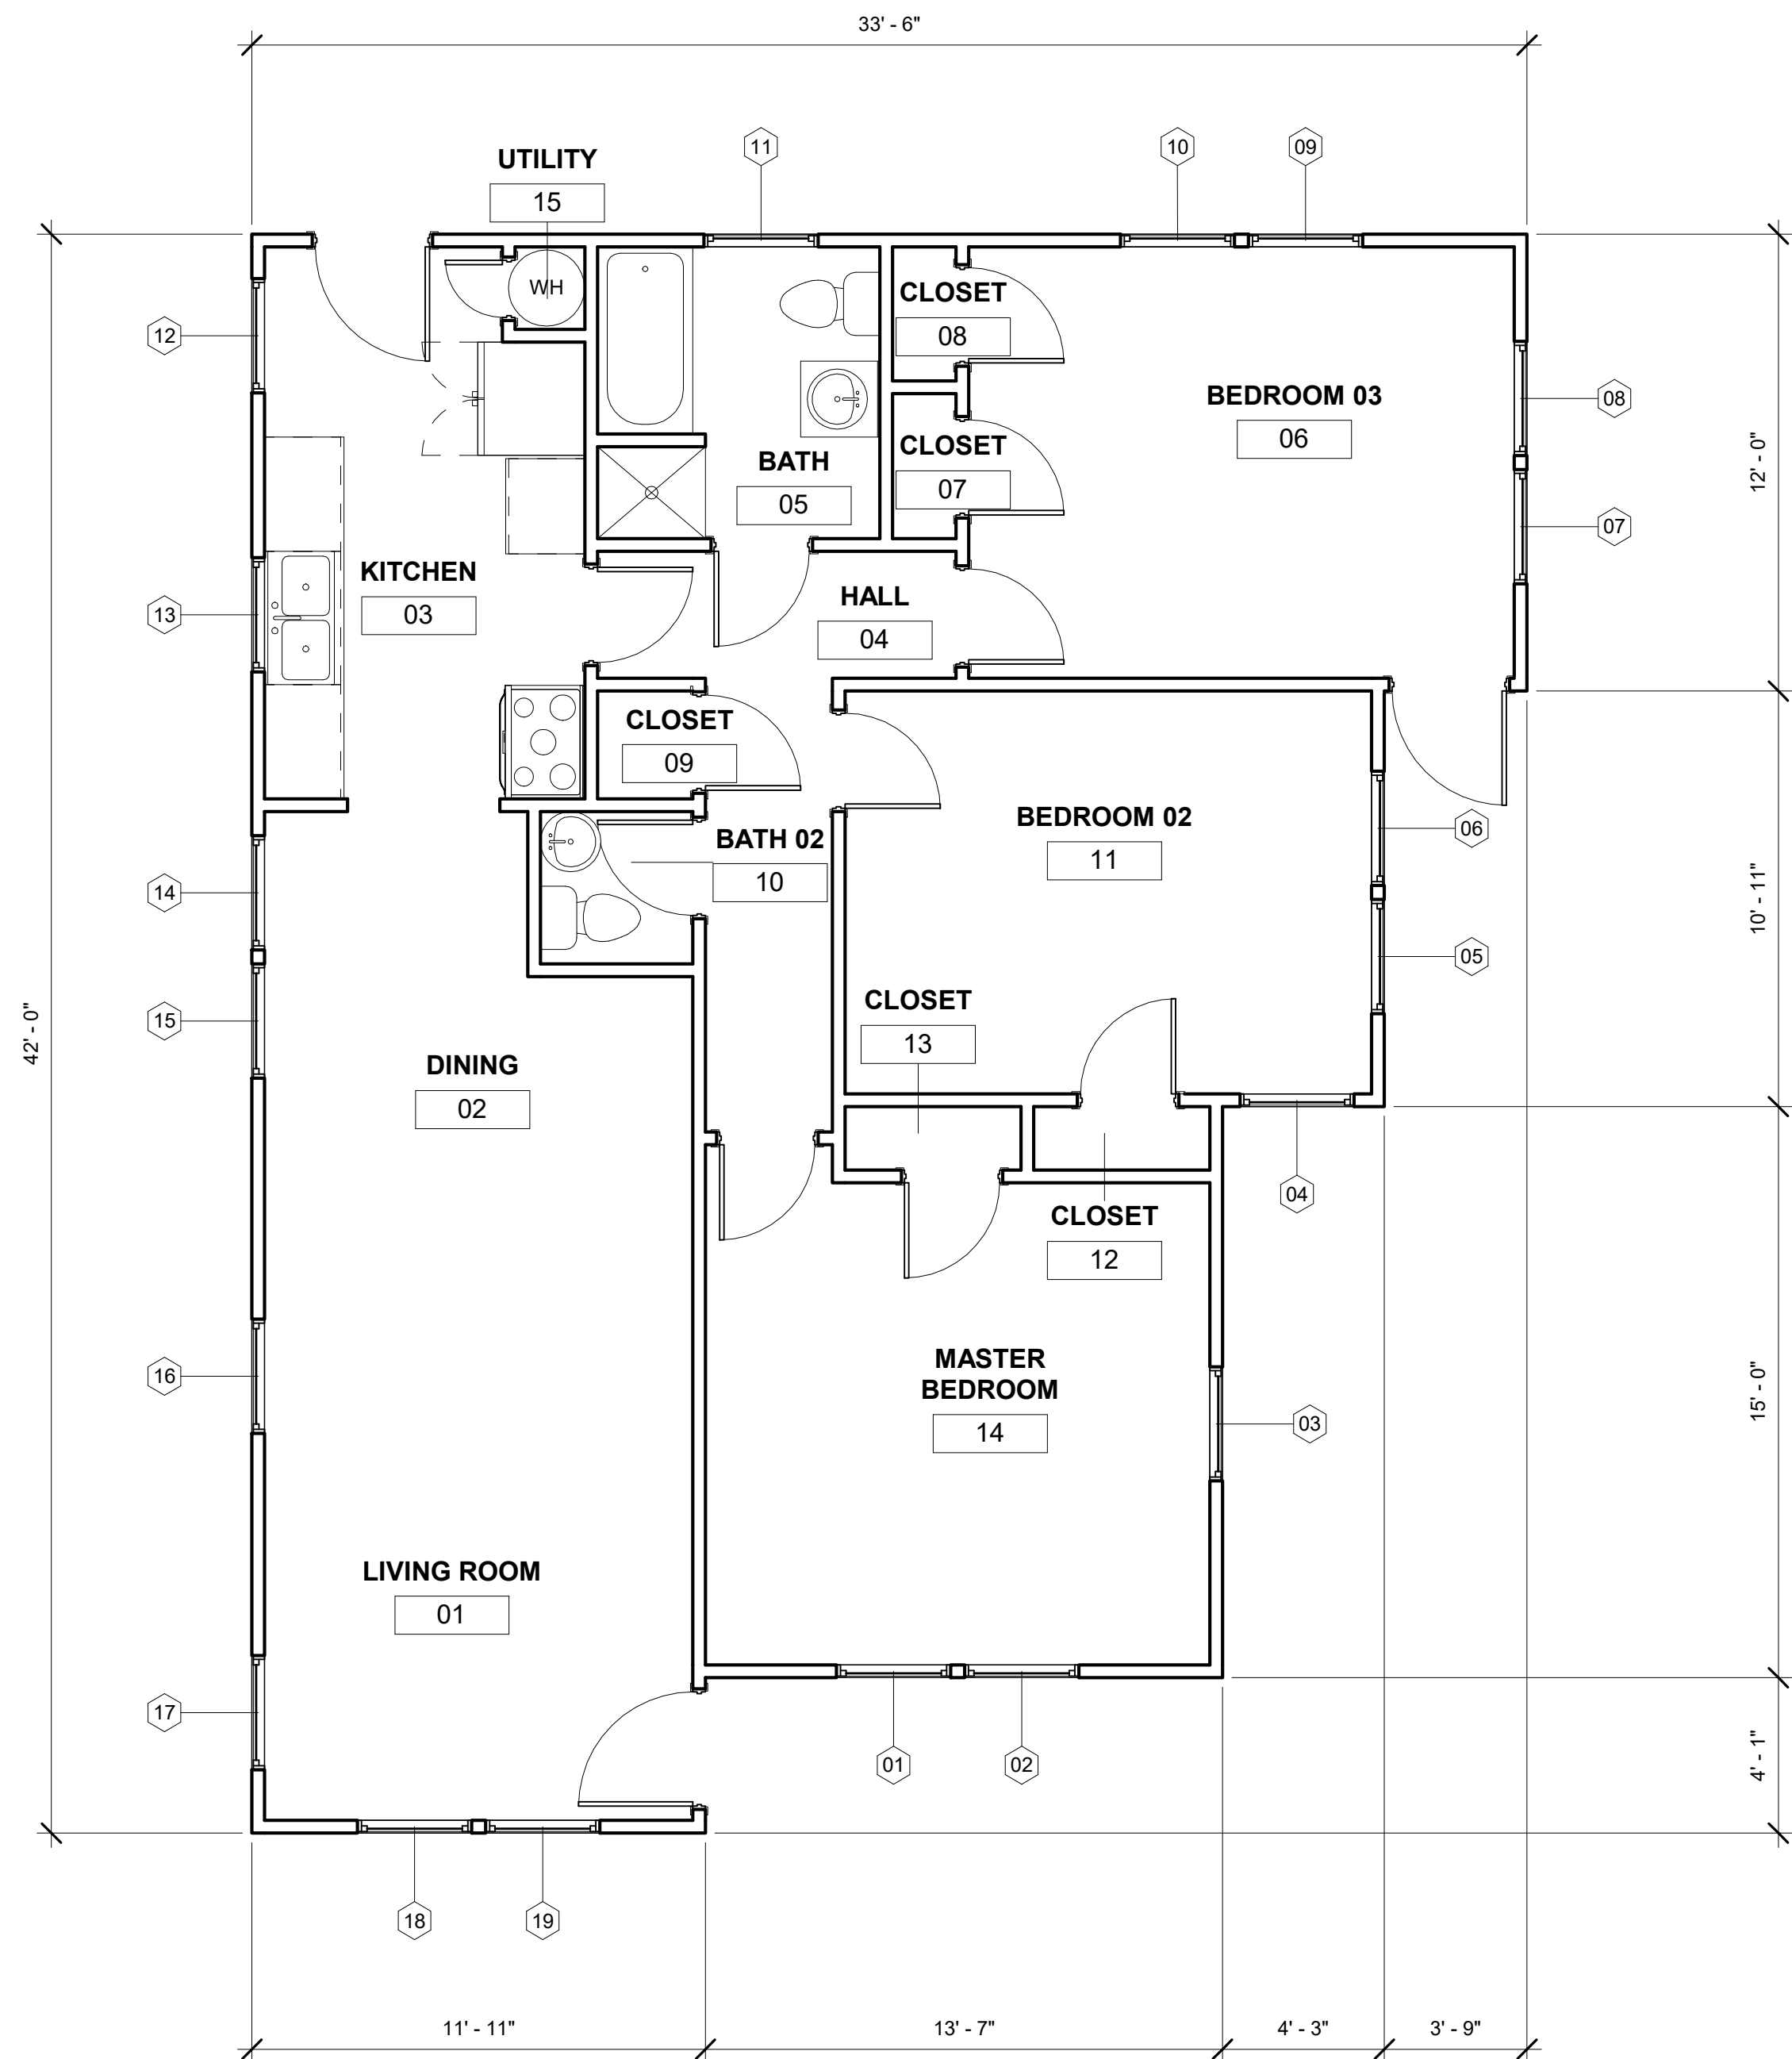 33' - 6"
11
10
09
UTILITY
15
WH
CLOSET
08
12
BEDROOM 03
06
08
CLOSET
07
12' - 0"
BATH
05
07
KITCHEN
03
HALL
04
13
CLOSET
09
BEDROOM 02
11
06
BATH 02
10
14
10' - 11"
05
CLOSET
13
15
42' - 0"
DINING
02
04
CLOSET
12
MASTER
BEDROOM
14
16
03
15' - 0"
LIVING ROOM
01
17
01
02
4' - 1"
18
19
11' - 11"
13' - 7"
4' - 3"
3' - 9"